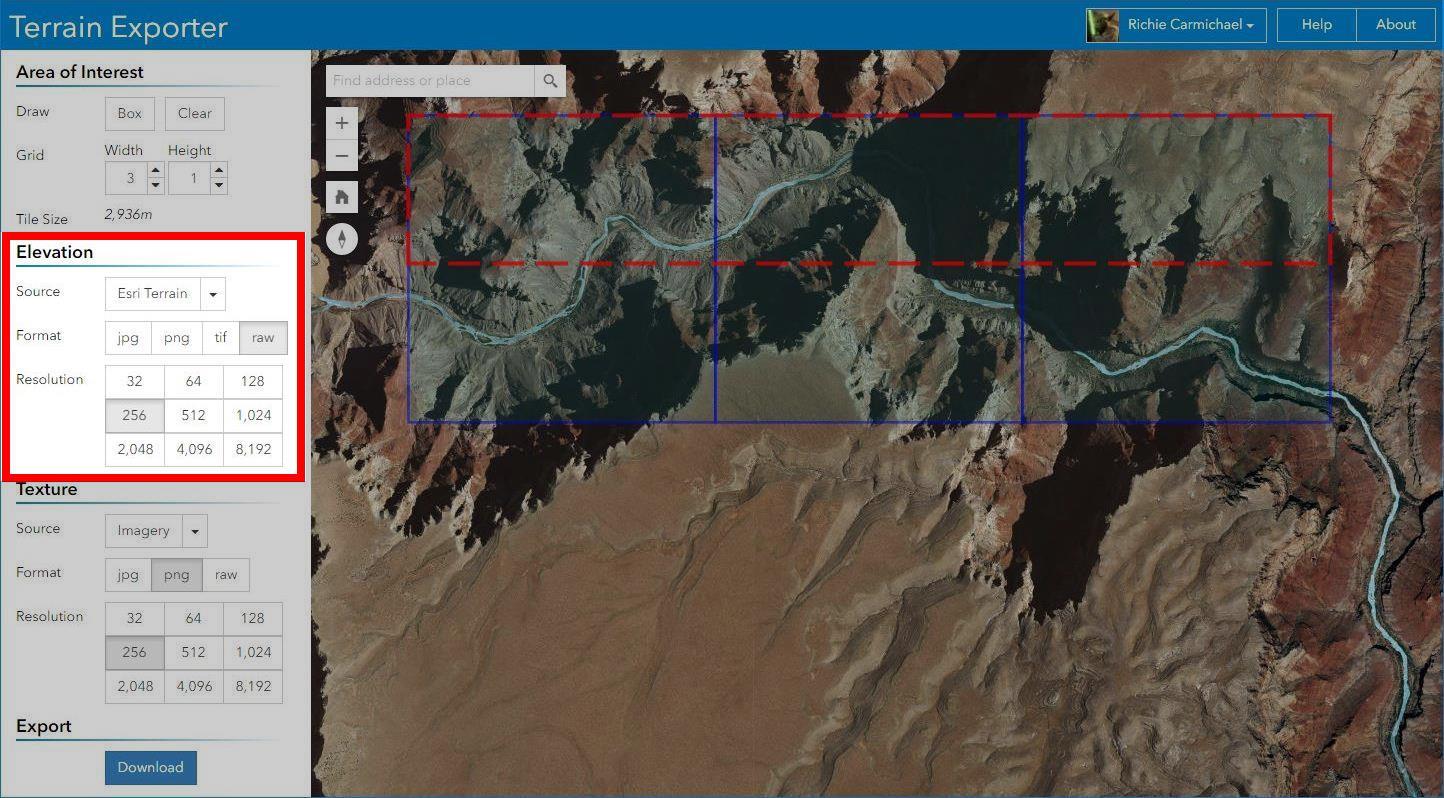 Terrain Exporter
Richie Carmichael
Help
About
Area of Interest
Draw
Box
Clear
Grid
Width
Height
3
1
Tile Size
2,936m
Find address or place
Elevation
Source
Esri Terrain
Format
jpg
png
tif
raw
Resolution
32
64
128
256
512
1,024
2,048
4,096
8,192
Texture
Source
Imagery
Format
jpg
png
raw
Resolution
32
64
128
256
512
1,024
2,048
4,096
8,192
Export
Download